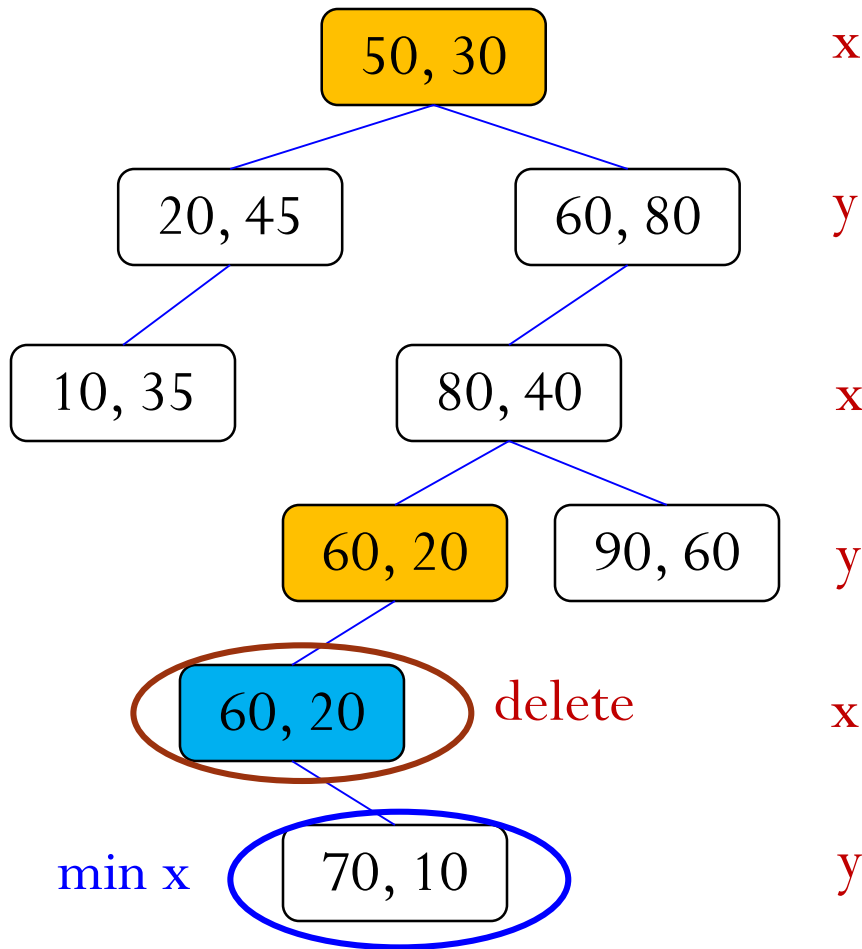 50, 30
x
20, 45
60, 80
y
10, 35
80, 40
x
60, 20
90, 60
y
60, 20
delete
x
min x
70, 10
y